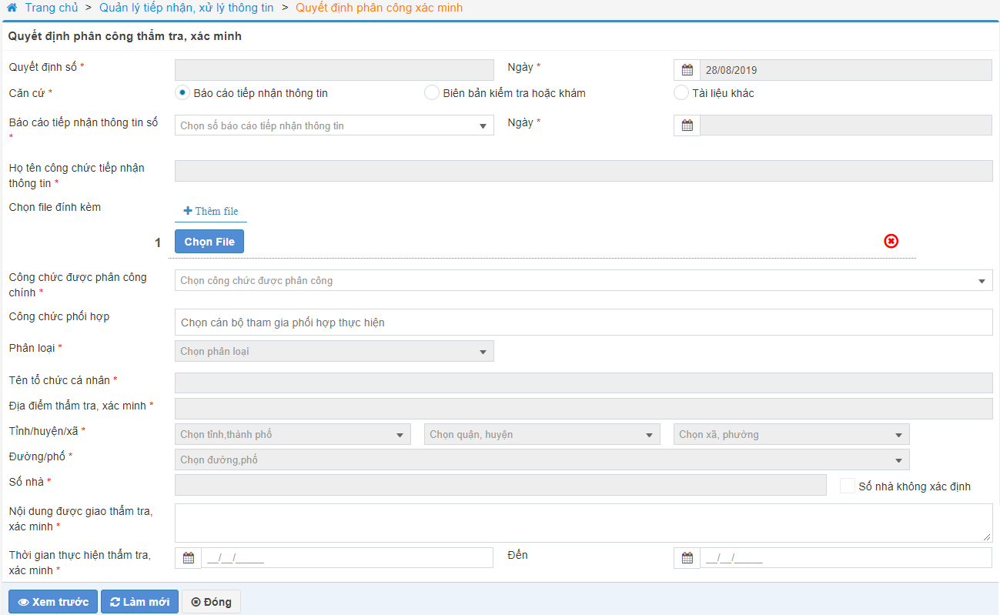 Trang chủ > Quản lý tiếp nhận, xử lý thông tin > Quyết định phân công xác minh
Quyết định phân công thẩm tra, xác minh
Quyết định số * Ngày * 28/08/2019
Căn cứ * Báo cáo tiếp nhận thông tin Biên bản kiểm tra hoặc khám Tài liệu khác
Báo cáo tiếp nhận thông tin số
*
Chọn số báo cáo tiếp nhận thông tin Ngày *
Họ tên công chức tiếp nhận
thông tin *
Chọn file đính kèm Thêm file
1 Chọn File
Công chức được phân công
chính *
Chọn công chức được phân công
Công chức phối hợp Chọn cán bộ tham gia phối hợp thực hiện
Phân loại * Chọn phân loại
Tên tổ chức cá nhân *
Địa điểm thẩm tra, xác minh *
Tỉnh/huyện/xã * Chọn tỉnh,thành phố Chọn quận, huyện Chọn xã, phường
Đường/phố * Chọn đường,phố
Số nhà * Số nhà không xác định
Nội dung được giao thẩm tra,
xác minh *
Thời gian thực hiện thẩm tra,
xác minh *
__/__/_____ Đến __/__/_____
Xem trước Làm mới Đóng